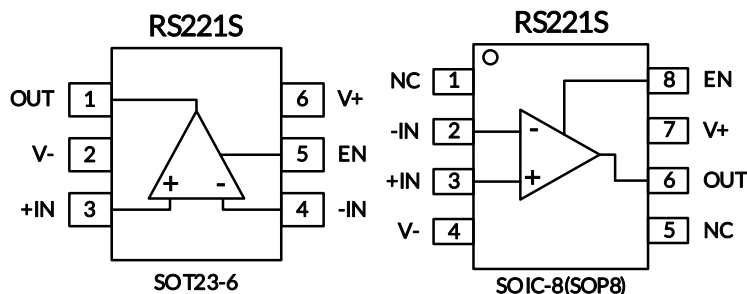 RS221S
OUT 1 6 V+
V- 2 5 EN
+IN 3 4 -IN
+ -
SOT23-6
RS221S
NC 1 8 EN
-IN 2 - 7 V+
+IN 3 + 6 OUT
V- 4 5 NC
SOIC-8(SOP8)